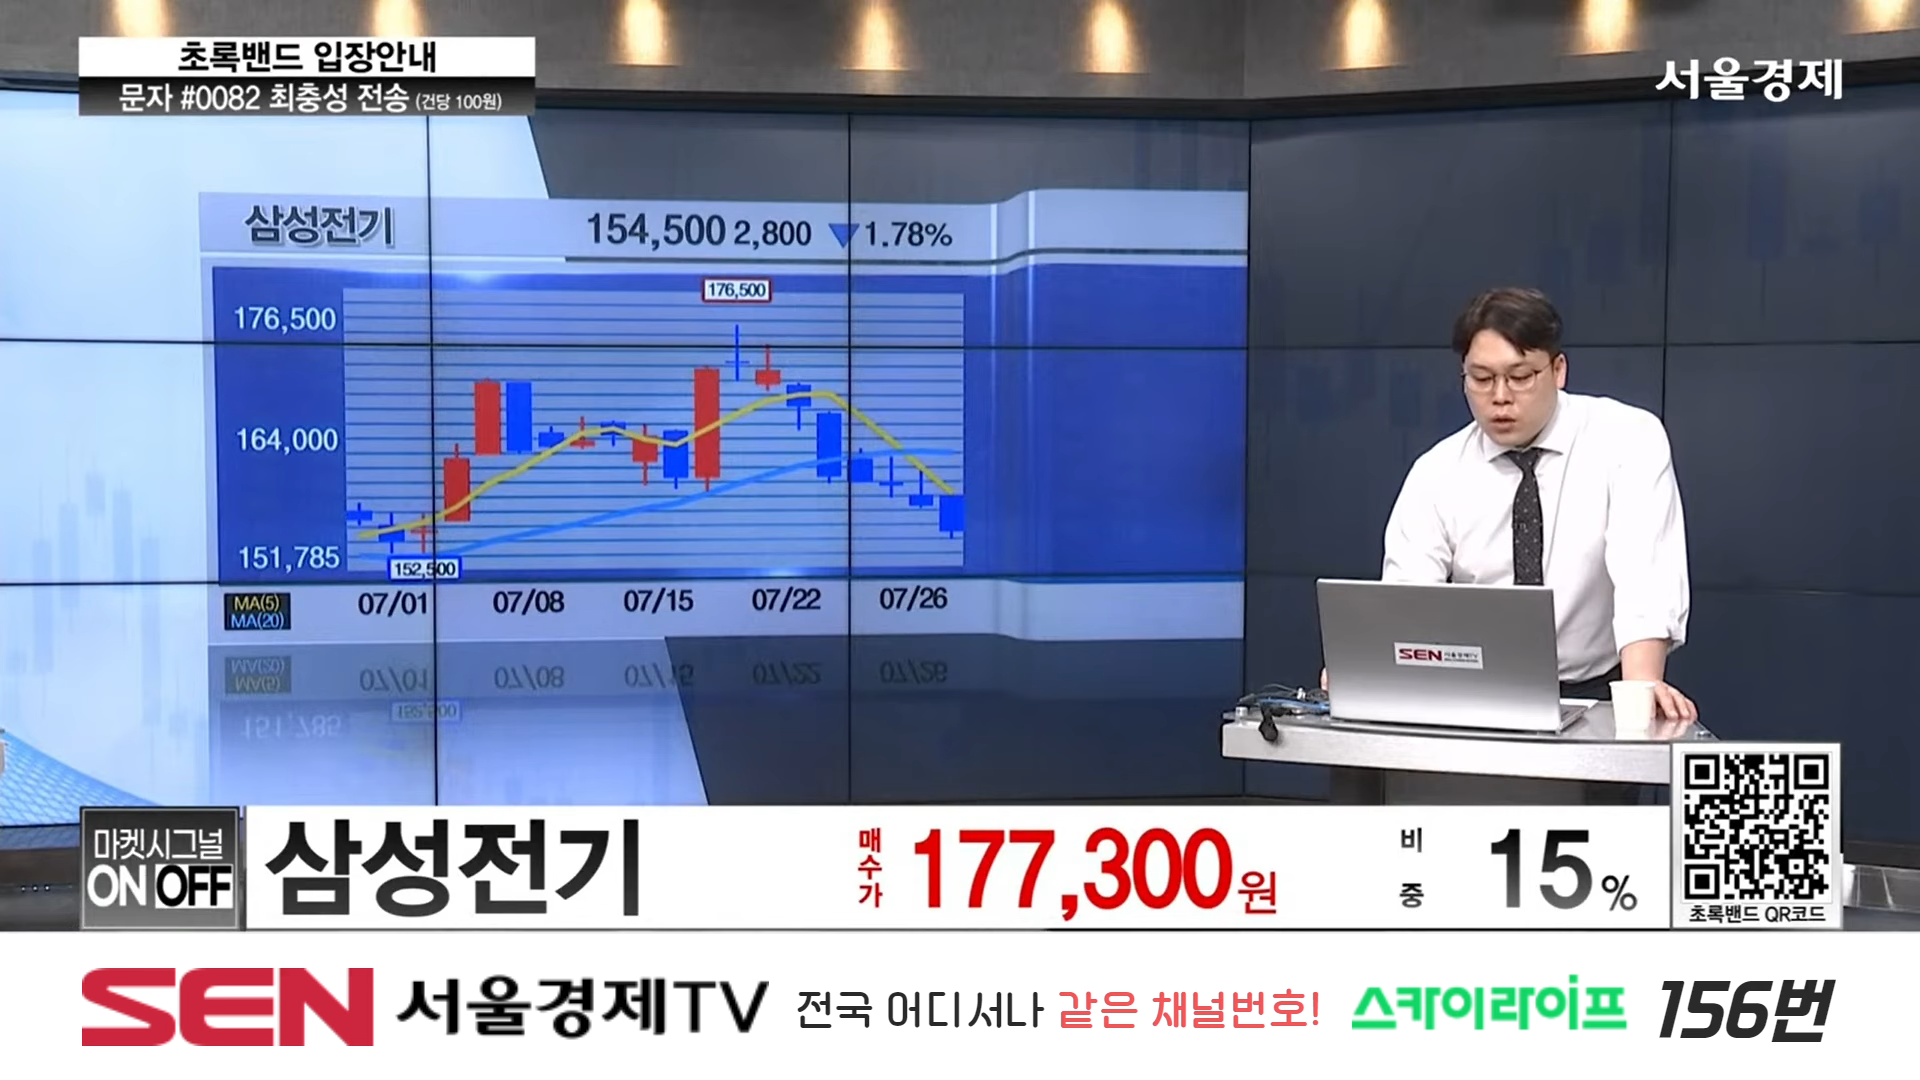 초록밴드 입장안내
문자 #0082 최충성 전송 (건당 100원)
서울경제
삼성전기 154,500 2,800 ▼ 1.78%
176,500
176,500
164,000
151,785
152,500
07/01 07/08 07/15 07/22 07/26
MA(5)
MA(20)
SEN 서울경제TV
마켓시그널
ON OFF
삼성전기 매수가 177,300원 비중 15%
초록밴드 QR코드
SEN 서울경제TV 전국 어디서나 같은 채널번호! 스카이라이프 156번